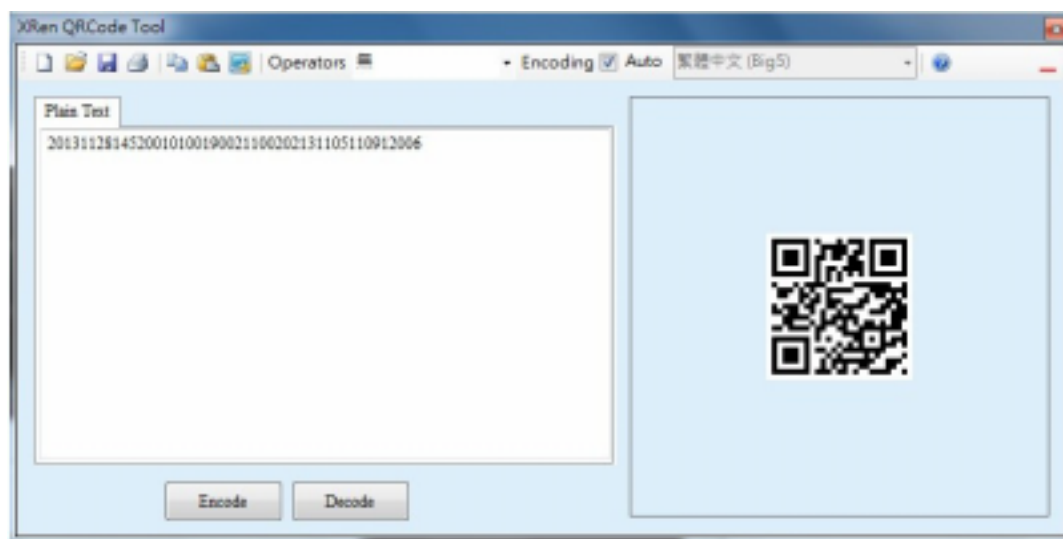 XRen QRCode Tool
Operators Encoding Auto 繁體中文 (Big5)
Plain Text
2013112814520010100190021100202131105110912006
Encode Decode